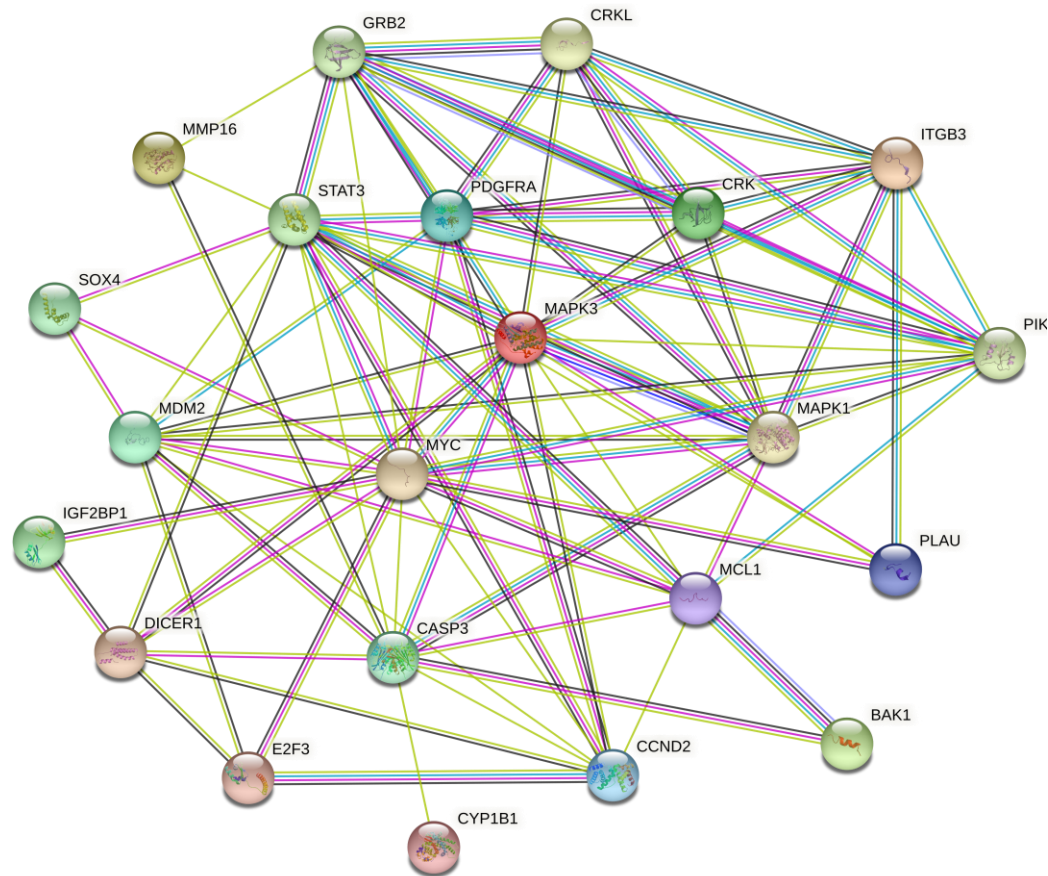 GRB2
CRKL
MMP16
ITGB3
STAT3
PDGFRA
CRK
SOX4
MAPK3
PIK
MDM2
MAPK1
MYC
IGF2BP1
PLAU
MCL1
DICER1
CASP3
BAK1
E2F3
CCND2
CYP1B1